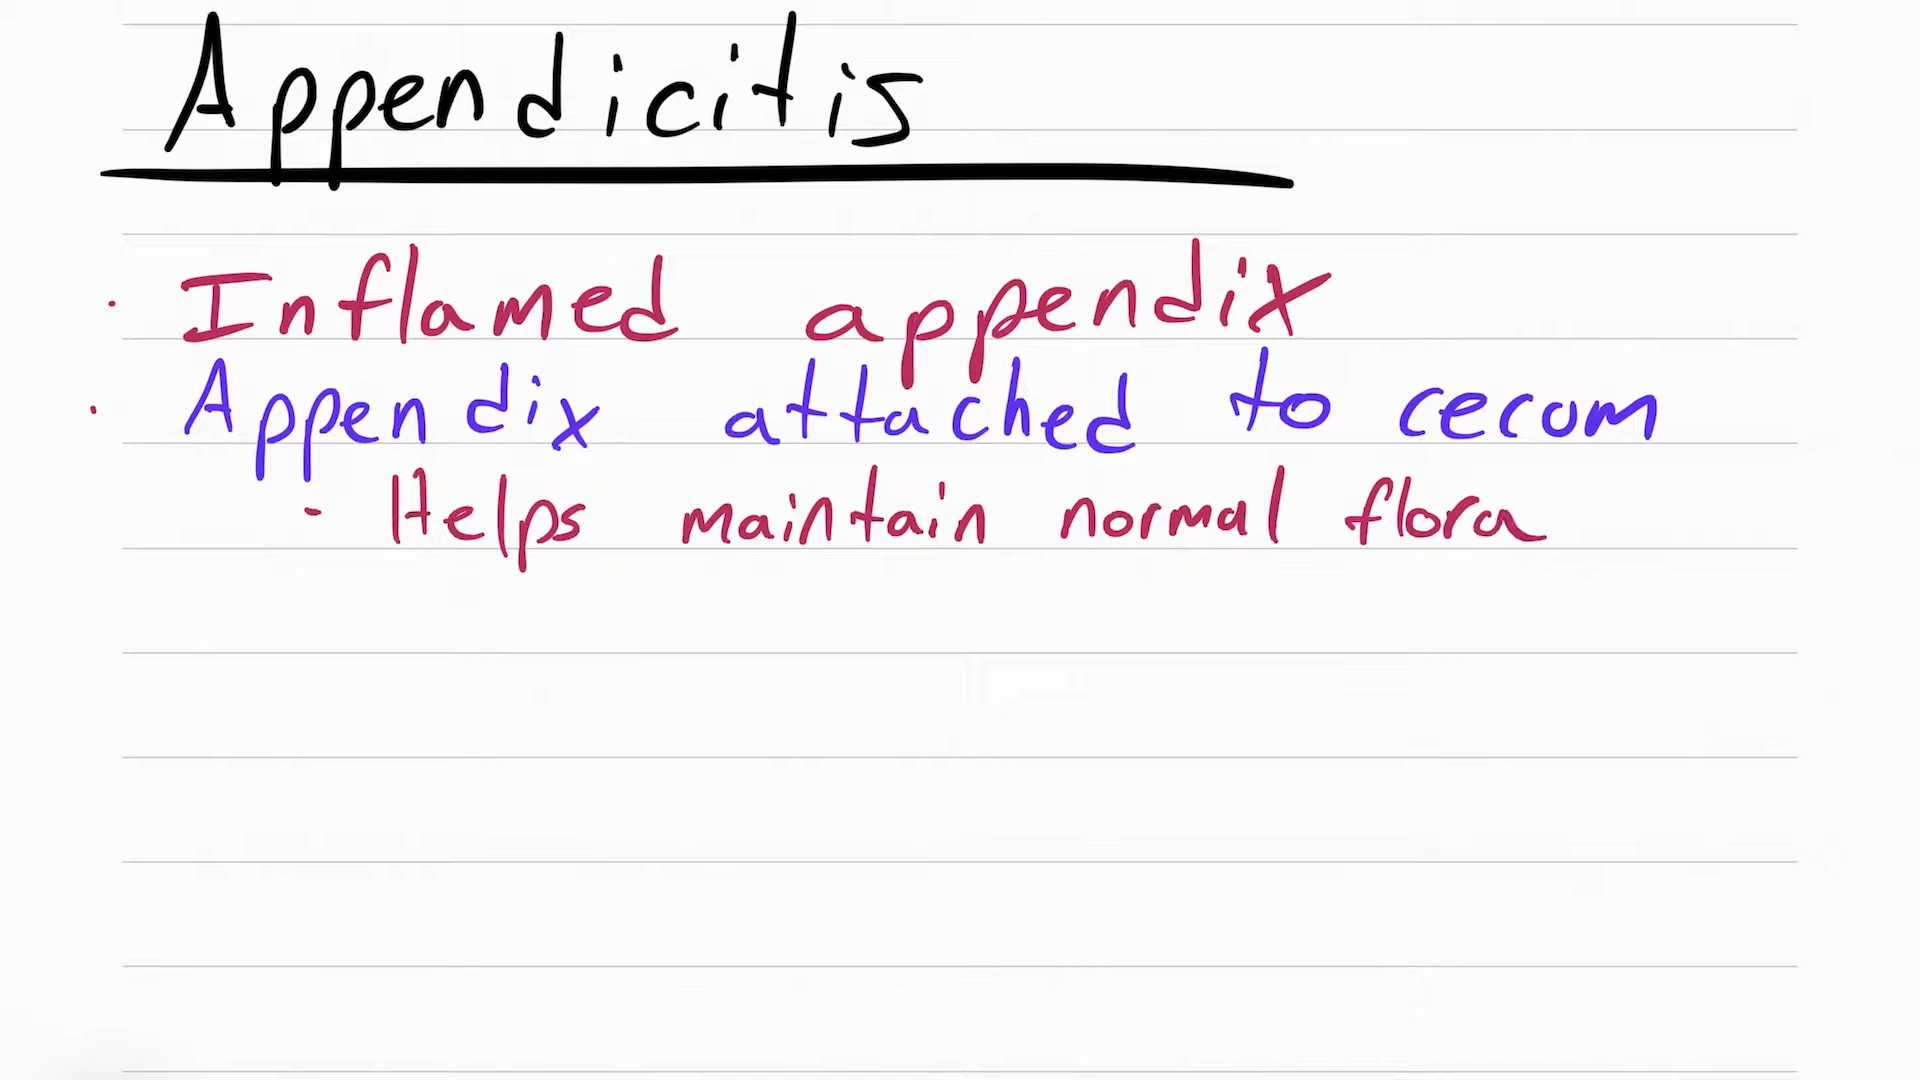 Appendicitis
· Inflamed appendix
· Appendix attached to cecum
- Helps maintain normal flora